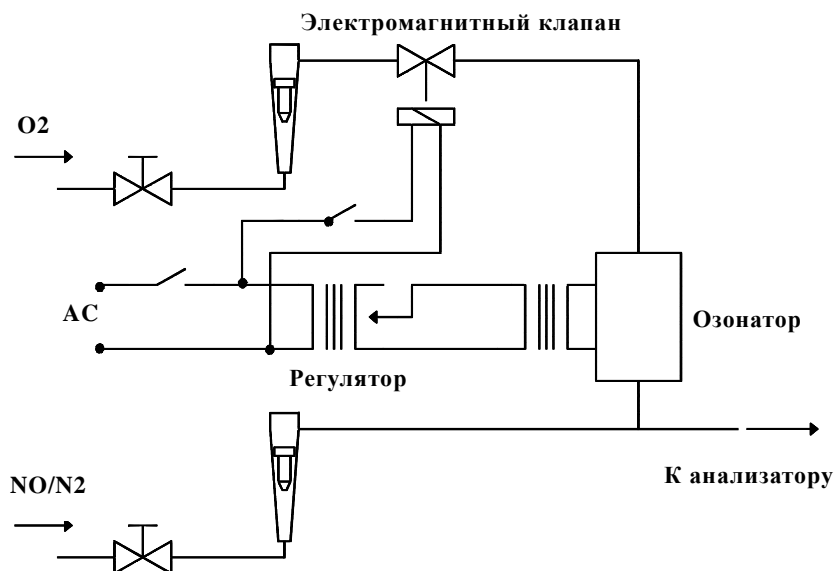 Электромагнитный клапан
O2
AC
Озонатор
Регулятор
К анализатору
NO/N2